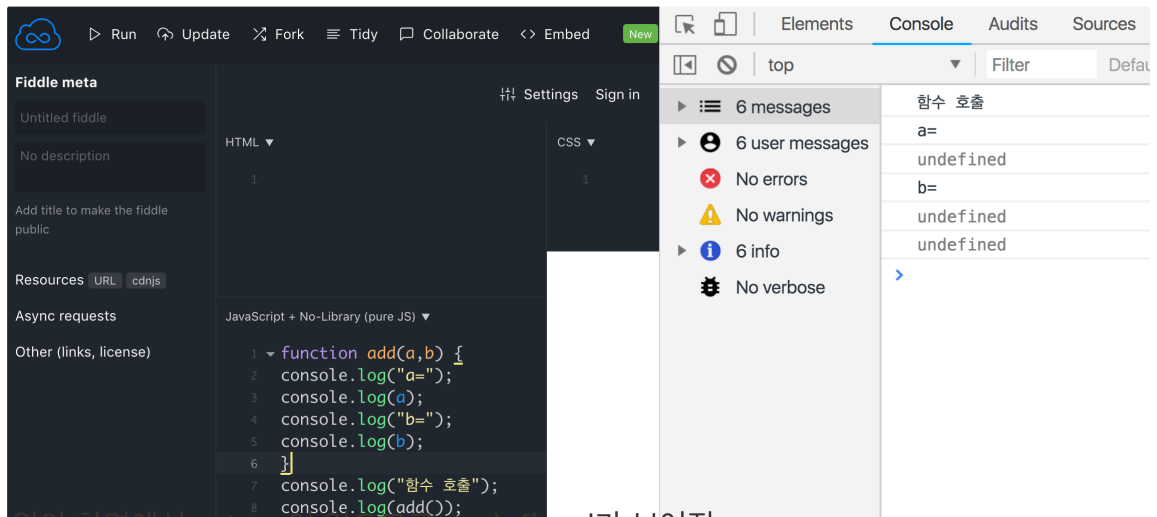 Run Update Fork Tidy Collaborate Embed New
Fiddle meta
Settings Sign in
Untitled fiddle
No description
Add title to make the fiddle
public
Resources URL cdnjs
Async requests
Other (links, license)
HTML ▼
1
CSS ▼
1
JavaScript + No-Library (pure JS) ▼
1 function add(a,b) {
2 console.log("a=");
3 console.log(a);
4 console.log("b=");
5 console.log(b);
6 }
7 console.log("함수 호출");
8 console.log(add());
Elements Console Audits Sources
top ▼ Filter
6 messages
6 user messages
No errors
No warnings
6 info
No verbose
함수 호출
a=
undefined
b=
undefined
undefined
>